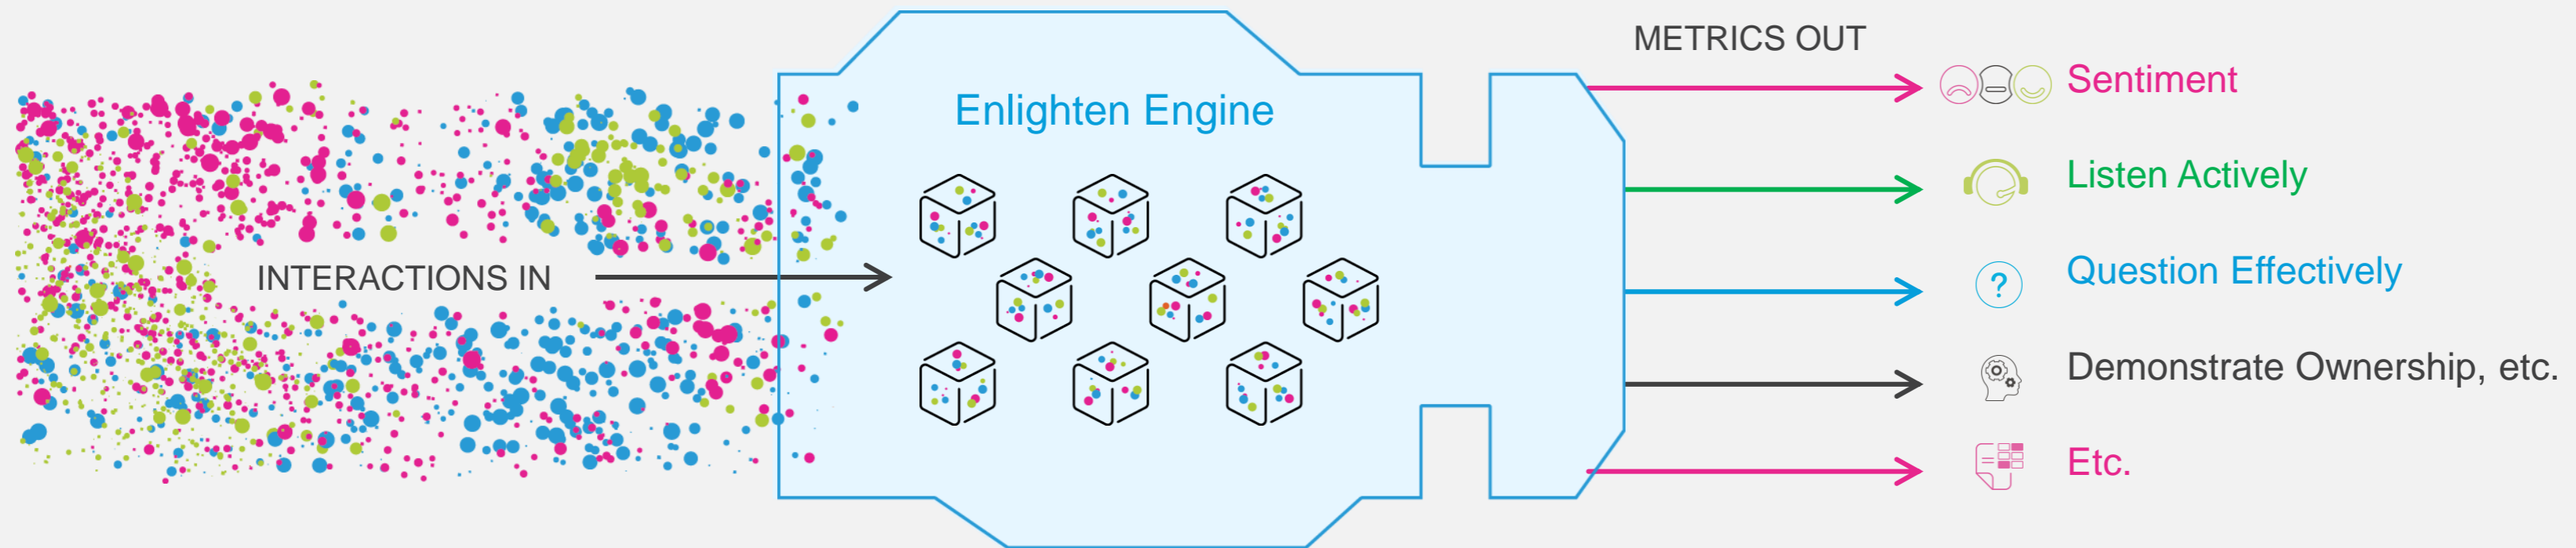 METRICS OUT
Enlighten Engine
INTERACTIONS IN
Sentiment
Listen Actively
Question Effectively
?
Demonstrate Ownership, etc.
Etc.